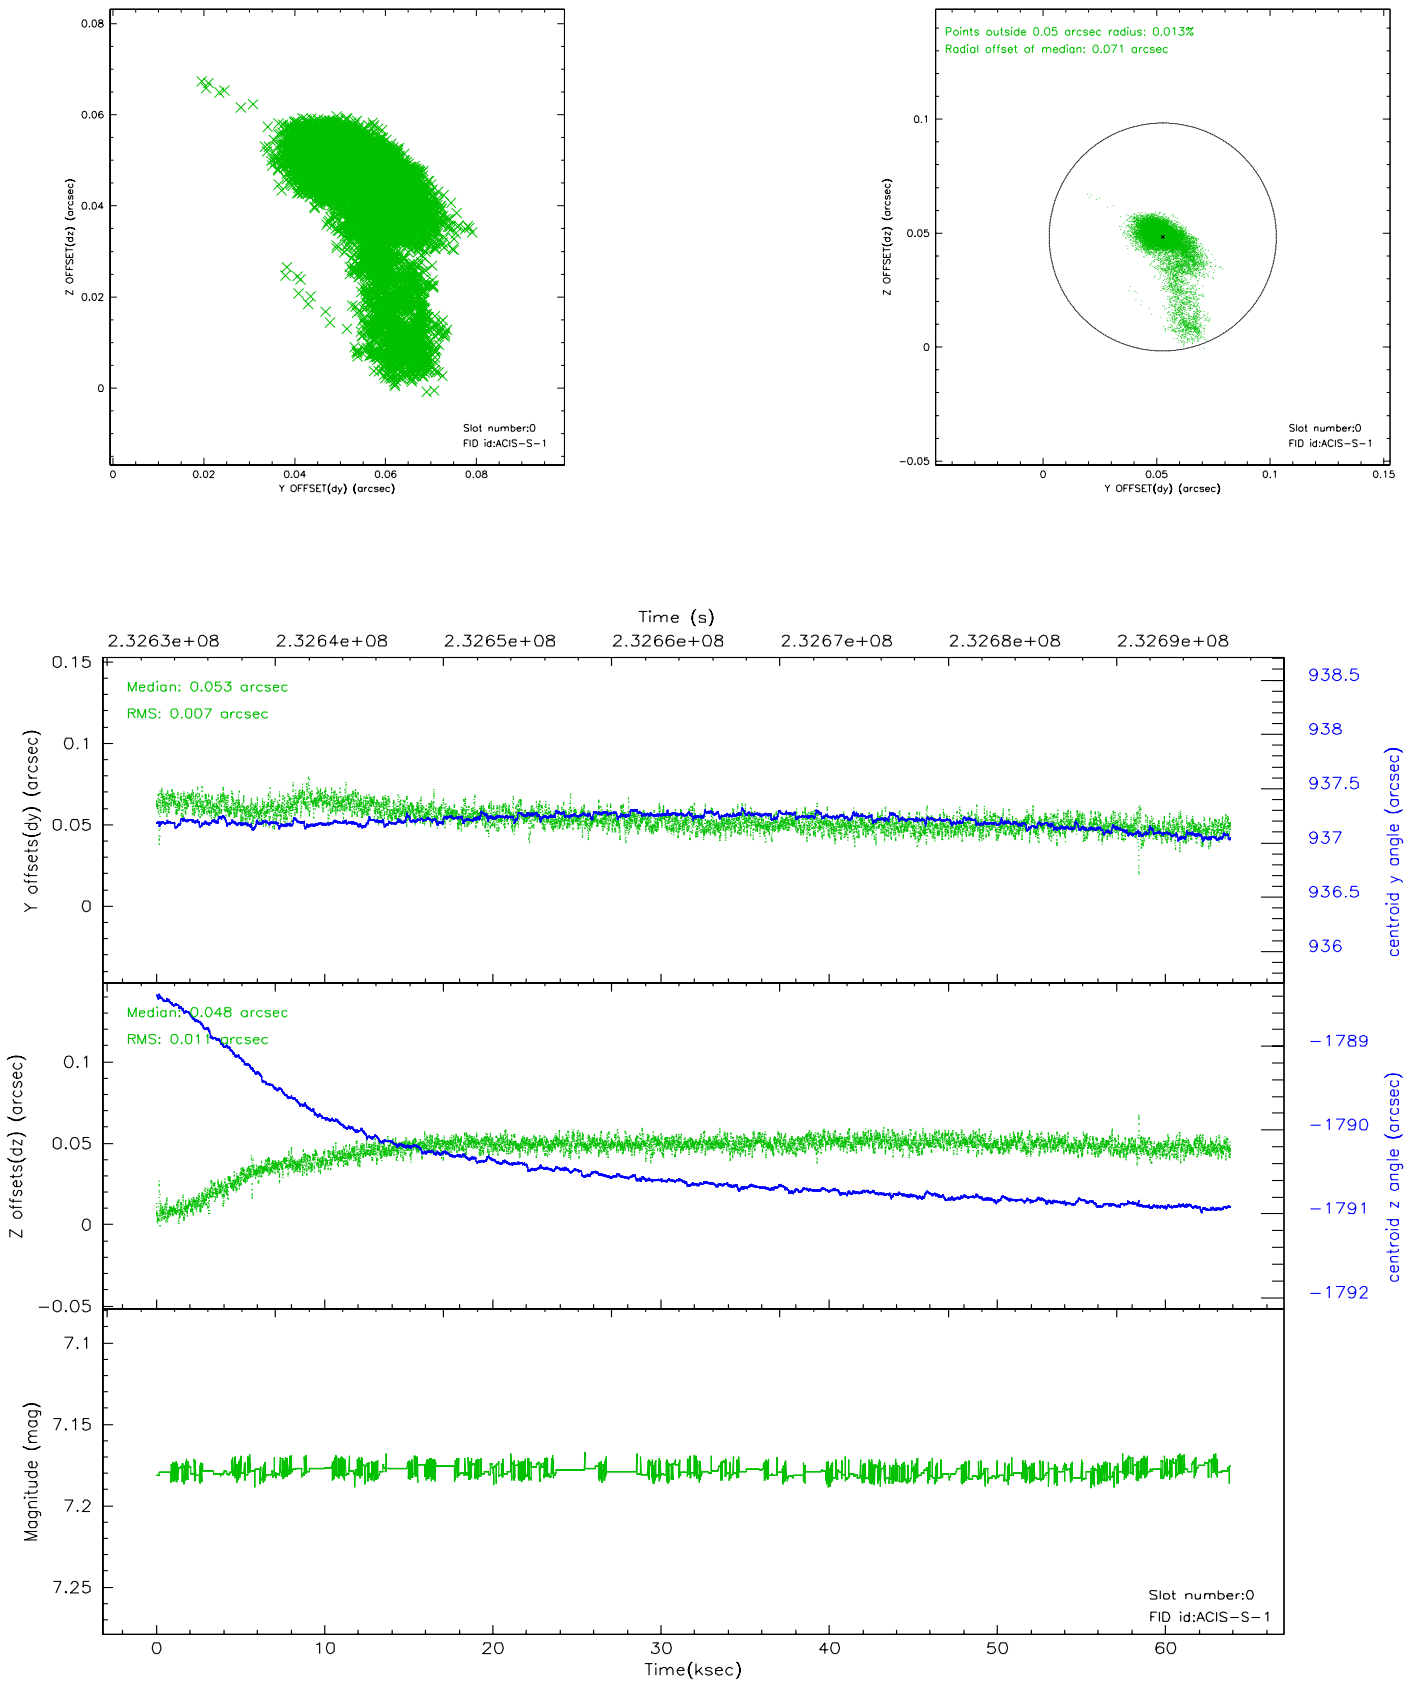 0.08
0.06
0.04
0.02
0
Z OFFSET(dz) (arcsec)
Slot number:0
FID id:ACIS-S-1
0 0.02 0.04 0.06 0.08
Y OFFSET(dy) (arcsec)
Points outside 0.05 arcsec radius: 0.013%
Radial offset of median: 0.071 arcsec
0.1
0.05
0
-0.05
Z OFFSET(dz) (arcsec)
Slot number:0
FID id:ACIS-S-1
0 0.05 0.1 0.15
Y OFFSET(dy) (arcsec)
Time (s)
2.3263e+08 2.3264e+08 2.3265e+08 2.3266e+08 2.3267e+08 2.3268e+08 2.3269e+08
0.15
0.1
0.05
0
Y offsets(dy) (arcsec)
Median: 0.053 arcsec
RMS: 0.007 arcsec
938.5
938
937.5
937
936.5
936
centroid y angle (arcsec)
0.1
0.05
0
-0.05
Z offsets(dz) (arcsec)
Median: 0.048 arcsec
RMS: 0.011 arcsec
-1789
-1790
-1791
-1792
centroid z angle (arcsec)
7.1
7.15
7.2
7.25
Magnitude (mag)
Slot number:0
FID id:ACIS-S-1
0 10 20 30 40 50 60
Time(ksec)